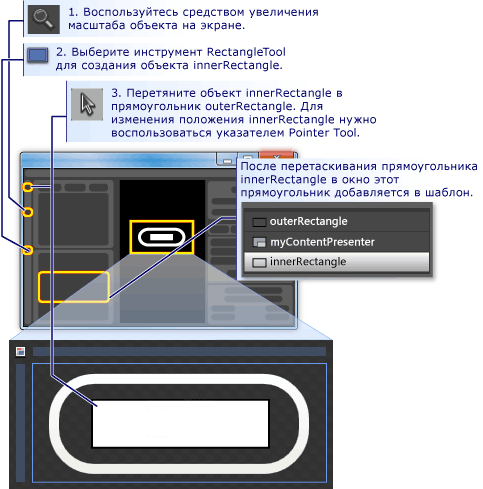 1. Воспользуйтесь средством увеличения
масштаба объекта на экране.
2. Выберите инструмент RectangleTool
для создания объекта innerRectangle.
3. Перетяните объект innerRectangle в
прямоугольник outerRectangle. Для
изменения положения innerRectangle нужно
воспользоваться указателем Pointer Tool.
После перетаскивания прямоугольника
innerRectangle в окно этот
прямоугольник добавляется в шаблон.
outerRectangle
myContentPresenter
innerRectangle